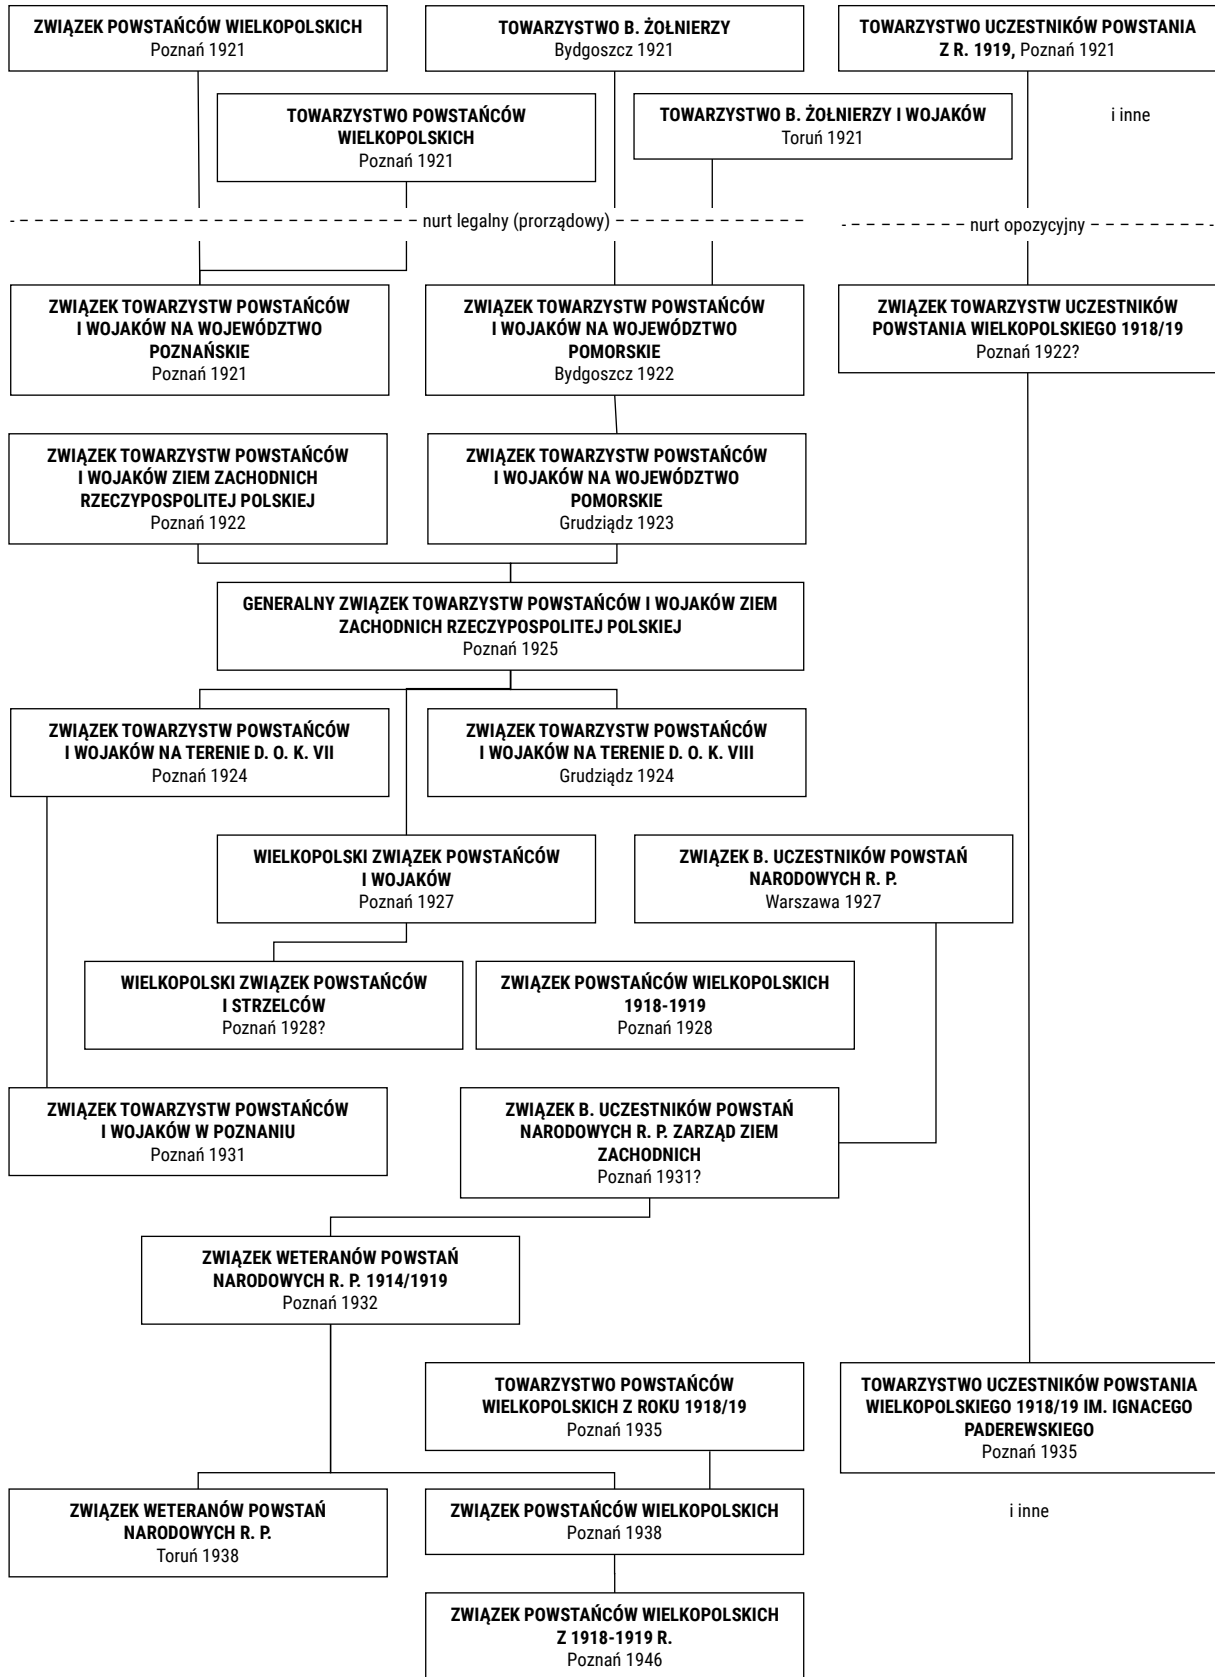 ZWIĄZEK POWSTAŃCÓW WIELKOPOLSKICH
Poznań 1921
TOWARZYSTWO B. ŻOŁNIERZY
Bydgoszcz 1921
TOWARZYSTWO UCZESTNIKÓW POWSTANIA
Z R. 1919, Poznań 1921
TOWARZYSTWO POWSTAŃCÓW
WIELKOPOLSKICH
Poznań 1921
TOWARZYSTWO B. ŻOŁNIERZY I WOJAKÓW
Toruń 1921
i inne
nurt legalny (prorządowy)
nurt opozycyjny
ZWIĄZEK TOWARZYSTW POWSTAŃCÓW
I WOJAKÓW NA WOJEWÓDZTWO
POZNAŃSKIE
Poznań 1921
ZWIĄZEK TOWARZYSTW POWSTAŃCÓW
I WOJAKÓW NA WOJEWÓDZTWO
POMORSKIE
Bydgoszcz 1922
ZWIĄZEK TOWARZYSTW UCZESTNIKÓW
POWSTANIA WIELKOPOLSKIEGO 1918/19
Poznań 1922?
ZWIĄZEK TOWARZYSTW POWSTAŃCÓW
I WOJAKÓW ZIEM ZACHODNICH
RZECZYPOSPOLITEJ POLSKIEJ
Poznań 1922
ZWIĄZEK TOWARZYSTW POWSTAŃCÓW
I WOJAKÓW NA WOJEWÓDZTWO
POMORSKIE
Grudziądz 1923
GENERALNY ZWIĄZEK TOWARZYSTW POWSTAŃCÓW I WOJAKÓW ZIEM
ZACHODNICH RZECZYPOSPOLITEJ POLSKIEJ
Poznań 1925
ZWIĄZEK TOWARZYSTW POWSTAŃCÓW
I WOJAKÓW NA TERENIE D. O. K. VII
Poznań 1924
ZWIĄZEK TOWARZYSTW POWSTAŃCÓW
I WOJAKÓW NA TERENIE D. O. K. VIII
Grudziądz 1924
WIELKOPOLSKI ZWIĄZEK POWSTAŃCÓW
I WOJAKÓW
Poznań 1927
ZWIĄZEK B. UCZESTNIKÓW POWSTAŃ
NARODOWYCH R. P.
Warszawa 1927
WIELKOPOLSKI ZWIĄZEK POWSTAŃCÓW
I STRZELCÓW
Poznań 1928?
ZWIĄZEK POWSTAŃCÓW WIELKOPOLSKICH
1918-1919
Poznań 1928
ZWIĄZEK TOWARZYSTW POWSTAŃCÓW
I WOJAKÓW W POZNANIU
Poznań 1931
ZWIĄZEK B. UCZESTNIKÓW POWSTAŃ
NARODOWYCH R. P. ZARZĄD ZIEM
ZACHODNICH
Poznań 1931?
ZWIĄZEK WETERANÓW POWSTAŃ
NARODOWYCH R. P. 1914/1919
Poznań 1932
TOWARZYSTWO POWSTAŃCÓW
WIELKOPOLSKICH Z ROKU 1918/19
Poznań 1935
TOWARZYSTWO UCZESTNIKÓW POWSTANIA
WIELKOPOLSKIEGO 1918/19 IM. IGNACEGO
PADEREWSKIEGO
Poznań 1935
ZWIĄZEK WETERANÓW POWSTAŃ
NARODOWYCH R. P.
Toruń 1938
ZWIĄZEK POWSTAŃCÓW WIELKOPOLSKICH
Poznań 1938
i inne
ZWIĄZEK POWSTAŃCÓW WIELKOPOLSKICH
Z 1918-1919 R.
Poznań 1946